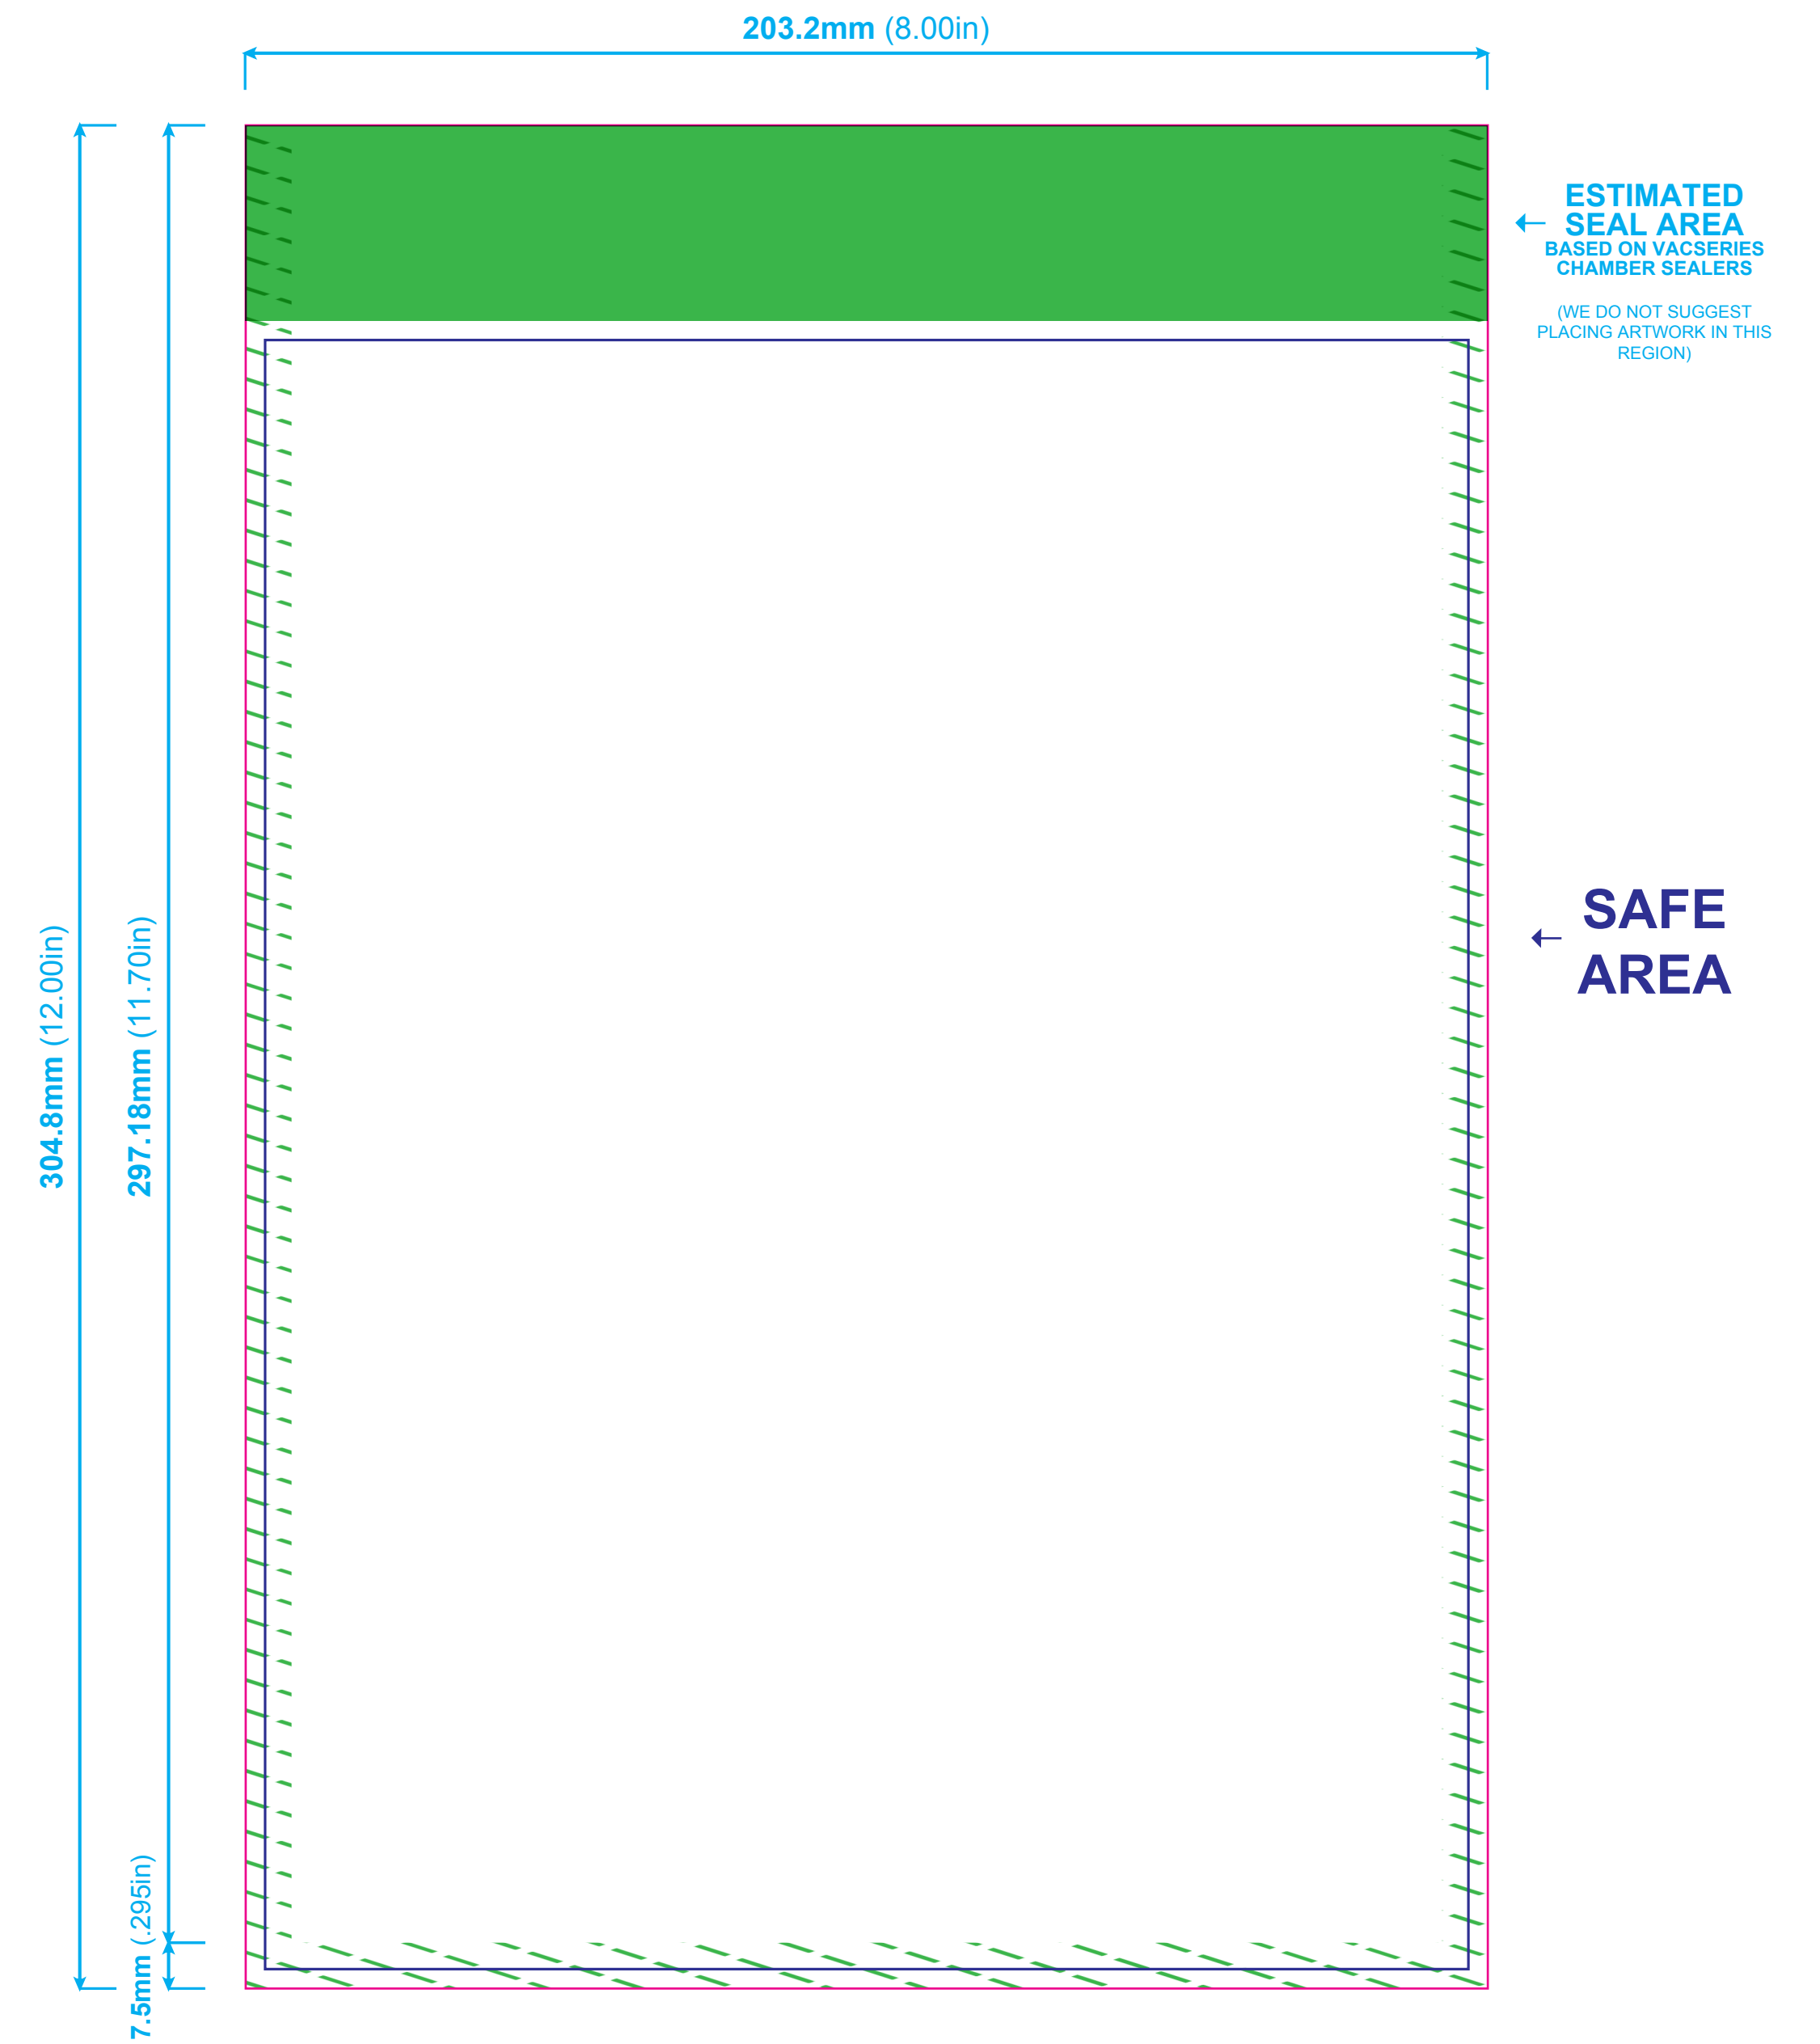 203.2mm (8.00in)
ESTIMATED
SEAL AREA
BASED ON VACSERIES
CHAMBER SEALERS
(WE DO NOT SUGGEST
PLACING ARTWORK IN THIS
REGION)
SAFE
AREA
304.8mm (12.00in)
297.18mm (11.70in)
7.5mm (.295in)